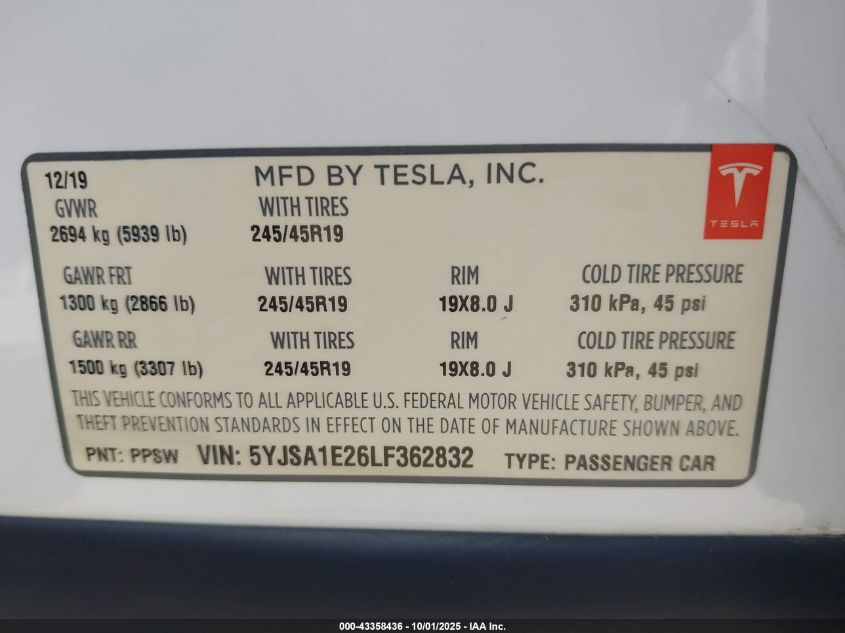 12/19 MFD BY TESLA, INC.
TESLA
GVWR WITH TIRES
2694 kg (5939 lb) 245/45R19
GAWR FRT WITH TIRES RIM COLD TIRE PRESSURE
1300 kg (2866 lb) 245/45R19 19X8.0 J 310 kPa, 45 psi
GAWR RR WITH TIRES RIM COLD TIRE PRESSURE
1500 kg (3307 lb) 245/45R19 19X8.0 J 310 kPa, 45 psi
THIS VEHICLE CONFORMS TO ALL APPLICABLE U.S. FEDERAL MOTOR VEHICLE SAFETY, BUMPER, AND
THEFT PREVENTION STANDARDS IN EFFECT ON THE DATE OF MANUFACTURE SHOWN ABOVE.
PNT: PPSW VIN: 5YJSA1E26LF362832 TYPE: PASSENGER CAR
000-43358436 - 10/01/2025 - IAA Inc.